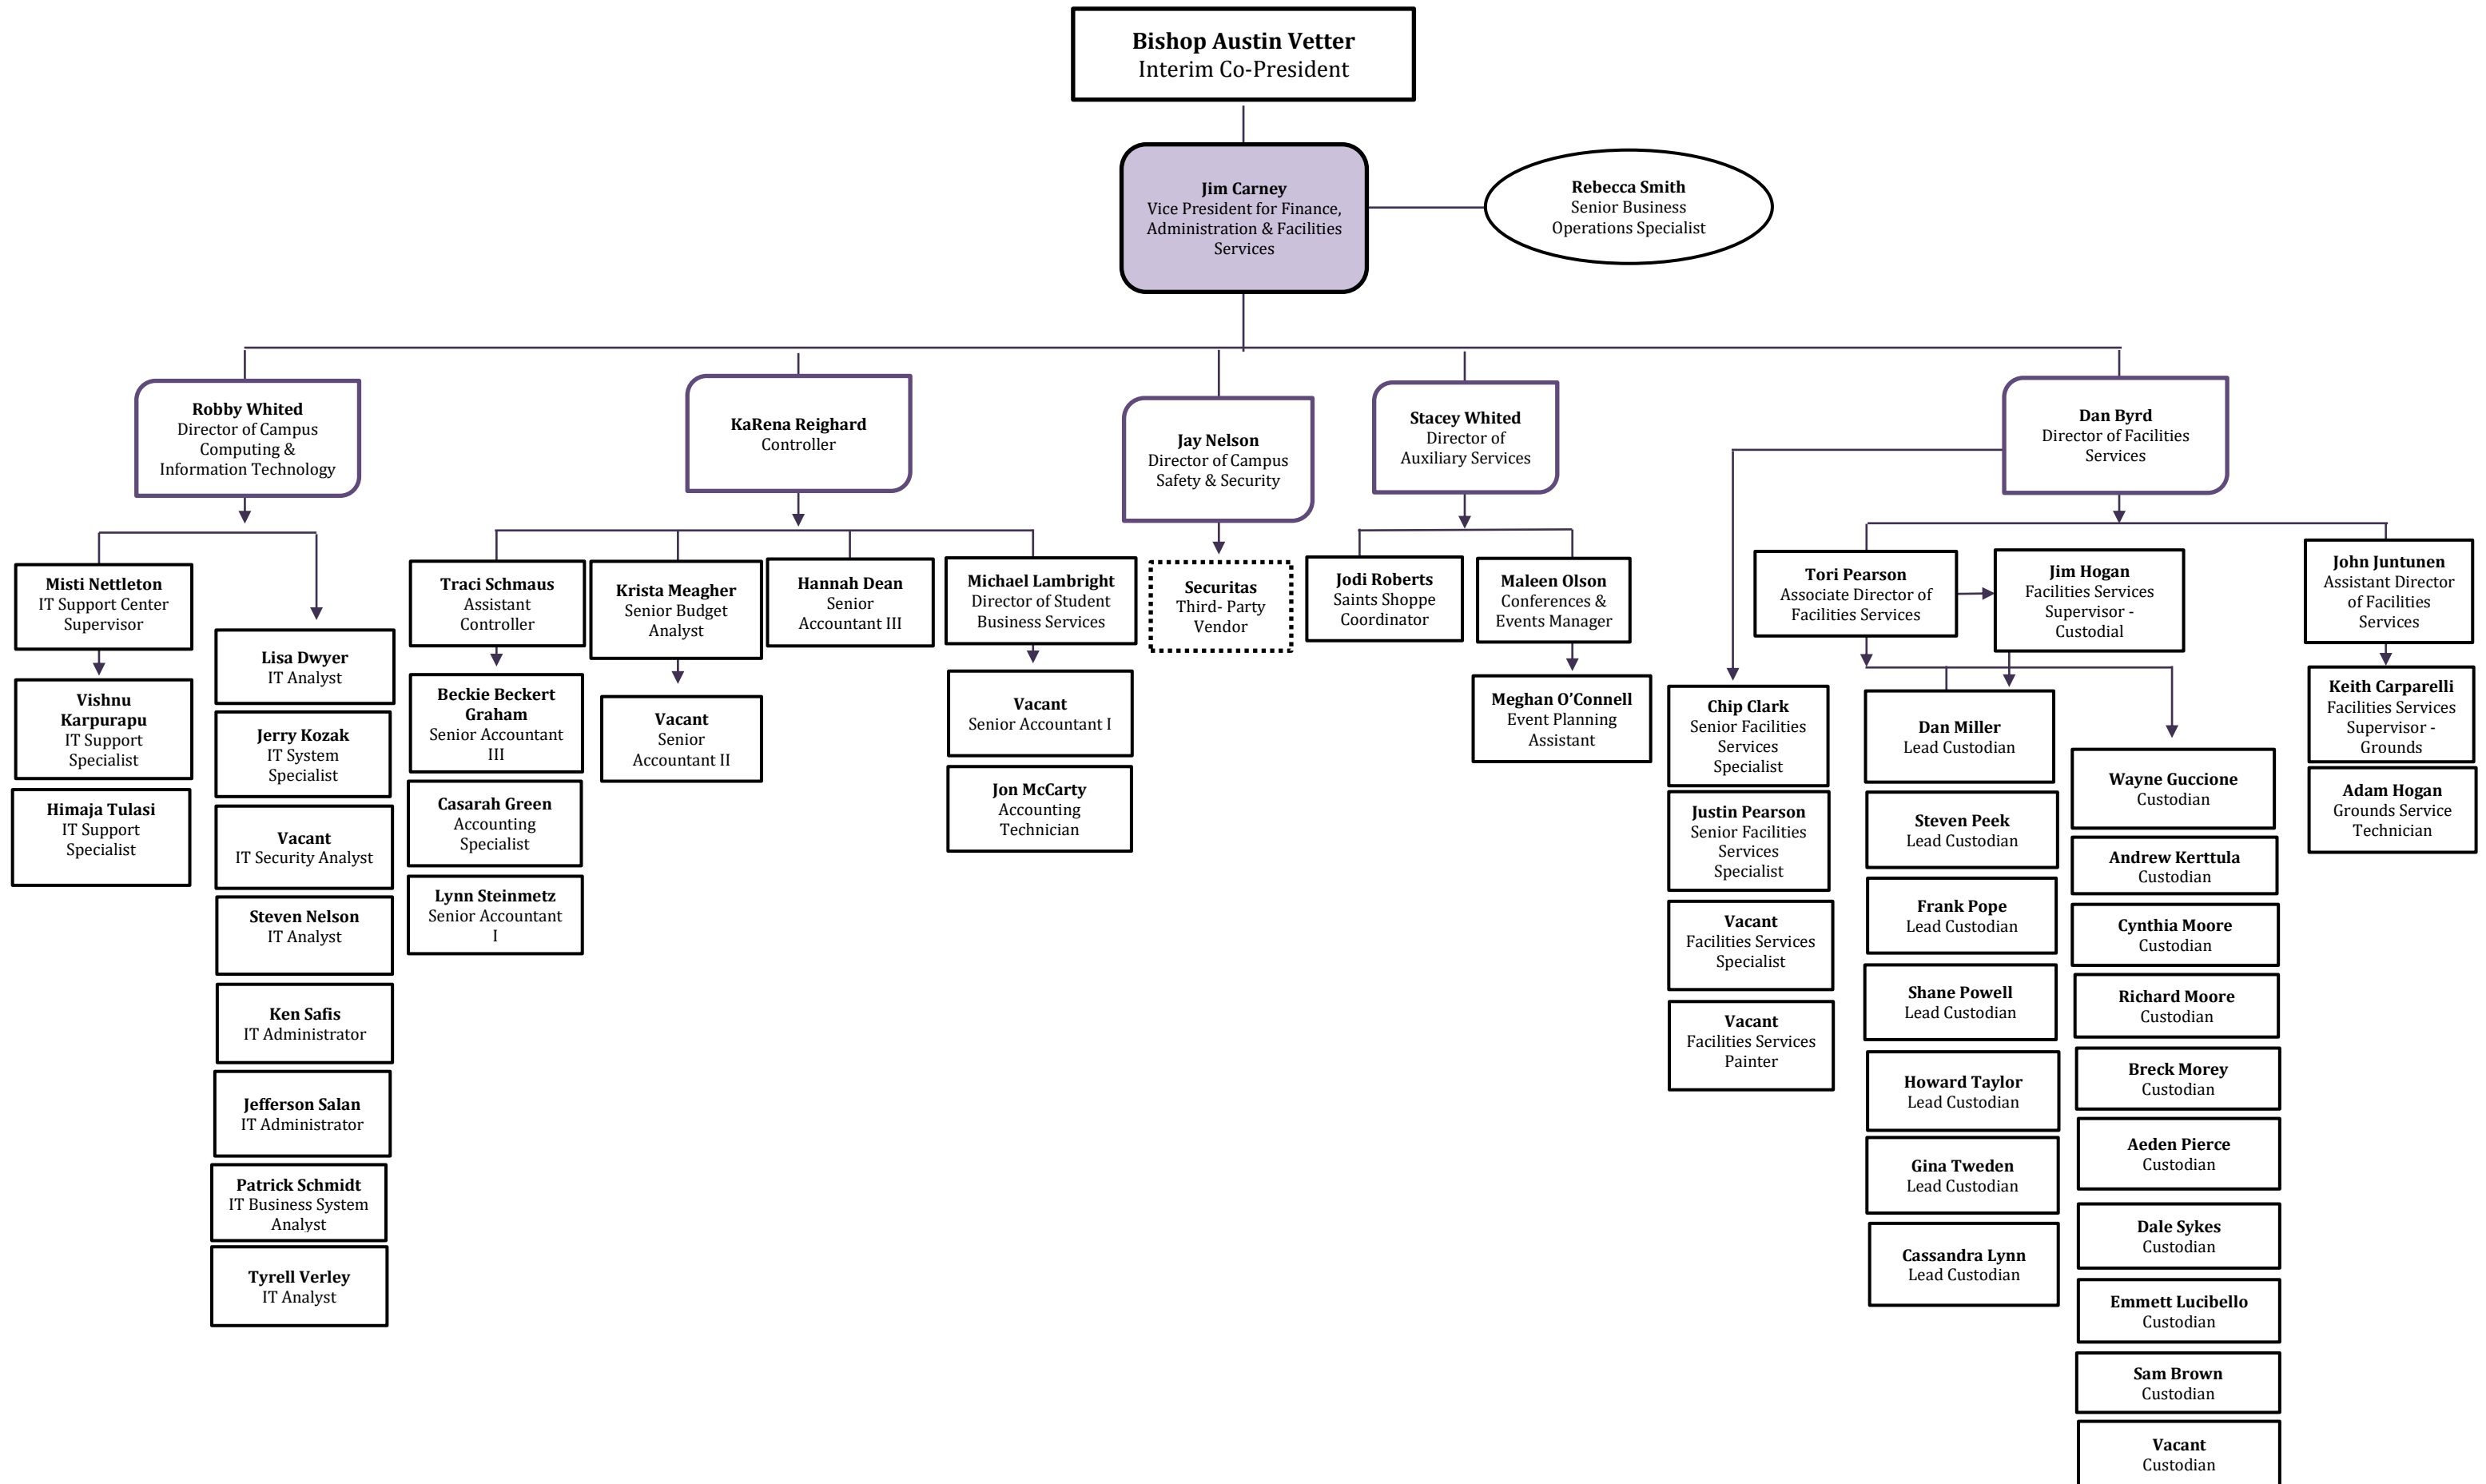 Bishop Austin Vetter
Interim Co-President
Jim Carney
Vice President for Finance,
Administration & Facilities
Services
Rebecca Smith
Senior Business
Operations Specialist
Robby Whited
Director of Campus
Computing &
Information Technology
KaRena Reighard
Controller
Jay Nelson
Director of Campus
Safety & Security
Stacey Whited
Director of
Auxiliary Services
Dan Byrd
Director of Facilities
Services
Misti Nettleton
IT Support Center
Supervisor
Vishnu
Karpurapu
IT Support
Specialist
Himaja Tulasi
IT Support
Specialist
Lisa Dwyer
IT Analyst
Jerry Kozak
IT System
Specialist
Vacant
IT Security Analyst
Steven Nelson
IT Analyst
Ken Safis
IT Administrator
Jefferson Salan
IT Administrator
Patrick Schmidt
IT Business System
Analyst
Tyrell Verley
IT Analyst
Traci Schmaus
Assistant
Controller
Beckie Beckert
Graham
Senior Accountant
III
Casarah Green
Accounting
Specialist
Lynn Steinmetz
Senior Accountant
I
Krista Meagher
Senior Budget
Analyst
Vacant
Senior
Accountant II
Hannah Dean
Senior
Accountant III
Michael Lambright
Director of Student
Business Services
Vacant
Senior Accountant I
Jon McCarty
Accounting
Technician
Securitas
Third- Party
Vendor
Jodi Roberts
Saints Shoppe
Coordinator
Maleen Olson
Conferences &
Events Manager
Meghan O’Connell
Event Planning
Assistant
Chip Clark
Senior Facilities
Services
Specialist
Justin Pearson
Senior Facilities
Services
Specialist
Vacant
Facilities Services
Specialist
Vacant
Facilities Services
Painter
Tori Pearson
Associate Director of
Facilities Services
Jim Hogan
Facilities Services
Supervisor -
Custodial
Dan Miller
Lead Custodian
Steven Peek
Lead Custodian
Frank Pope
Lead Custodian
Shane Powell
Lead Custodian
Howard Taylor
Lead Custodian
Gina Tweden
Lead Custodian
Cassandra Lynn
Lead Custodian
Wayne Guccione
Custodian
Andrew Kerttula
Custodian
Cynthia Moore
Custodian
Richard Moore
Custodian
Breck Morey
Custodian
Aeden Pierce
Custodian
Dale Sykes
Custodian
Emmett Lucibello
Custodian
Sam Brown
Custodian
Vacant
Custodian
John Juntunen
Assistant Director
of Facilities
Services
Keith Carparelli
Facilities Services
Supervisor -
Grounds
Adam Hogan
Grounds Service
Technician